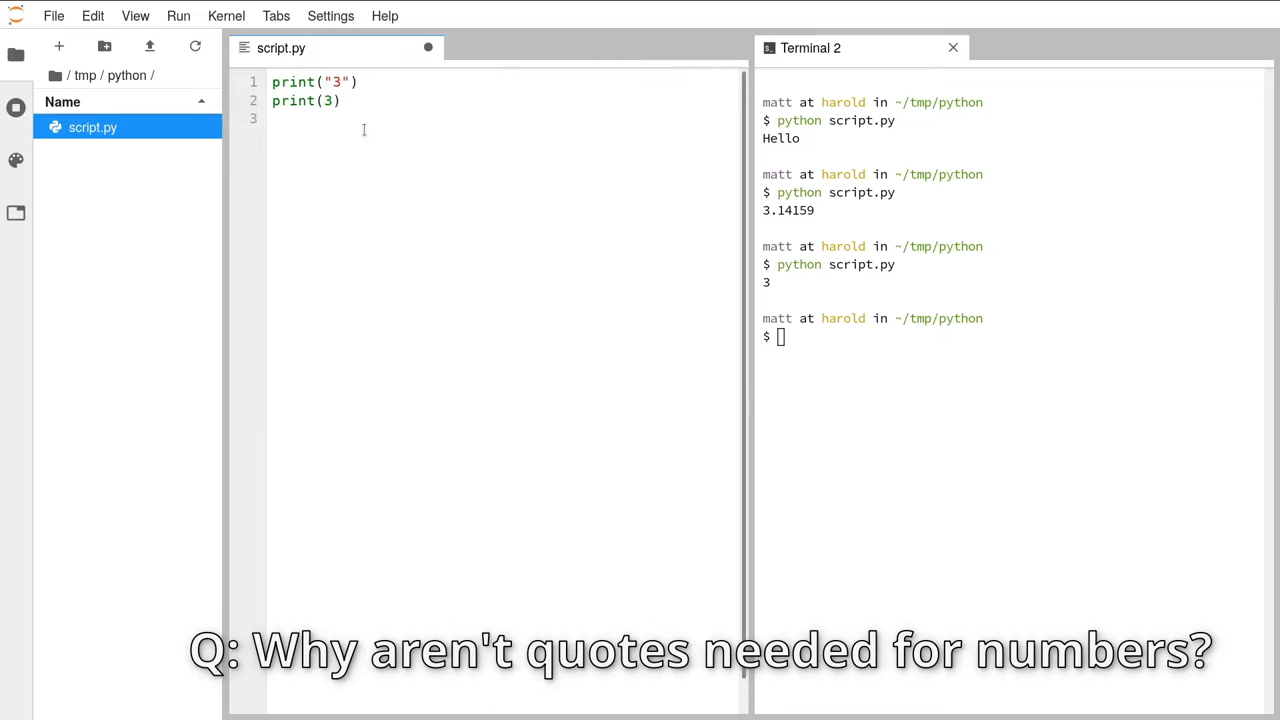 File Edit View Run Kernel Tabs Settings Help
/ tmp / python /
Name
script.py
script.py
1 print("3")
2 print(3)
3
Terminal 2
matt at harold in ~/tmp/python
$ python script.py
Hello
matt at harold in ~/tmp/python
$ python script.py
3.14159
matt at harold in ~/tmp/python
$ python script.py
3
matt at harold in ~/tmp/python
$
Q: Why aren't quotes needed for numbers?